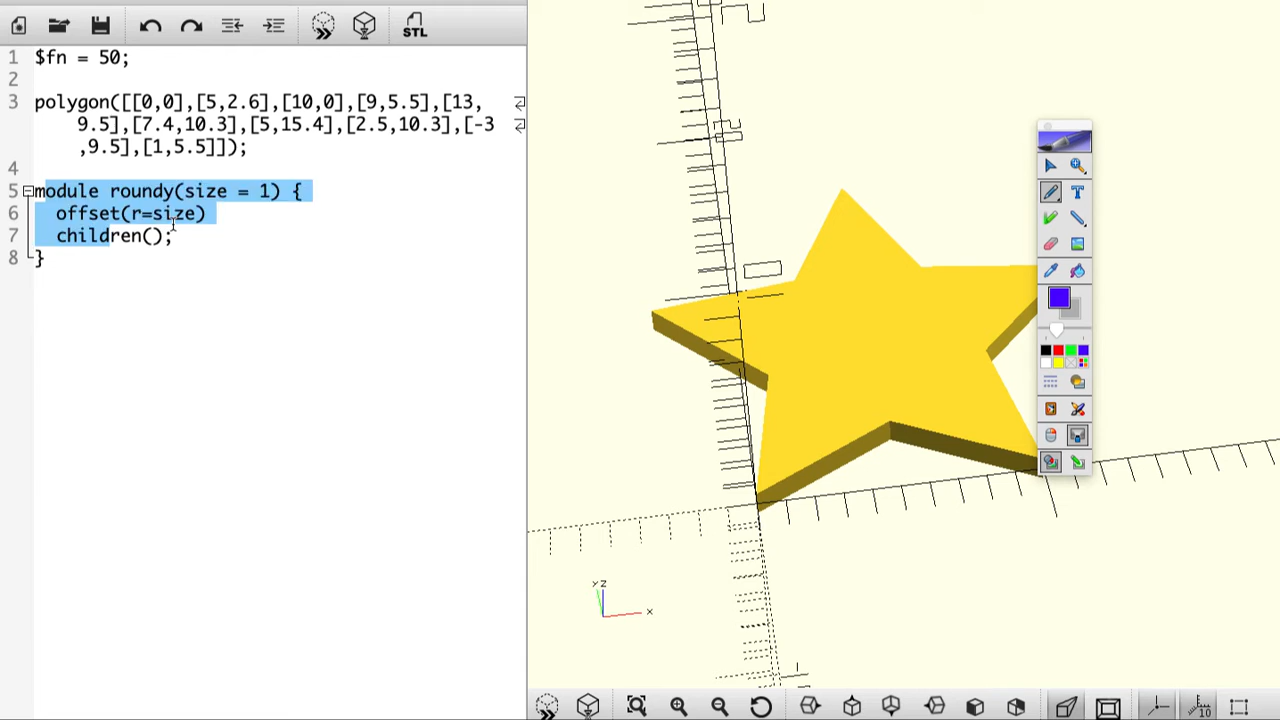 STL
1 $fn = 50;
2
3 polygon([[0,0],[5,2.6],[10,0],[9,5.5],[13,
9.5],[7.4,10.3],[5,15.4],[2.5,10.3],[-3
,9.5],[1,5.5]]);
4
5 module roundy(size = 1) {
6 offset(r=size)
7 children();
8 }
T
Y Z
X
10